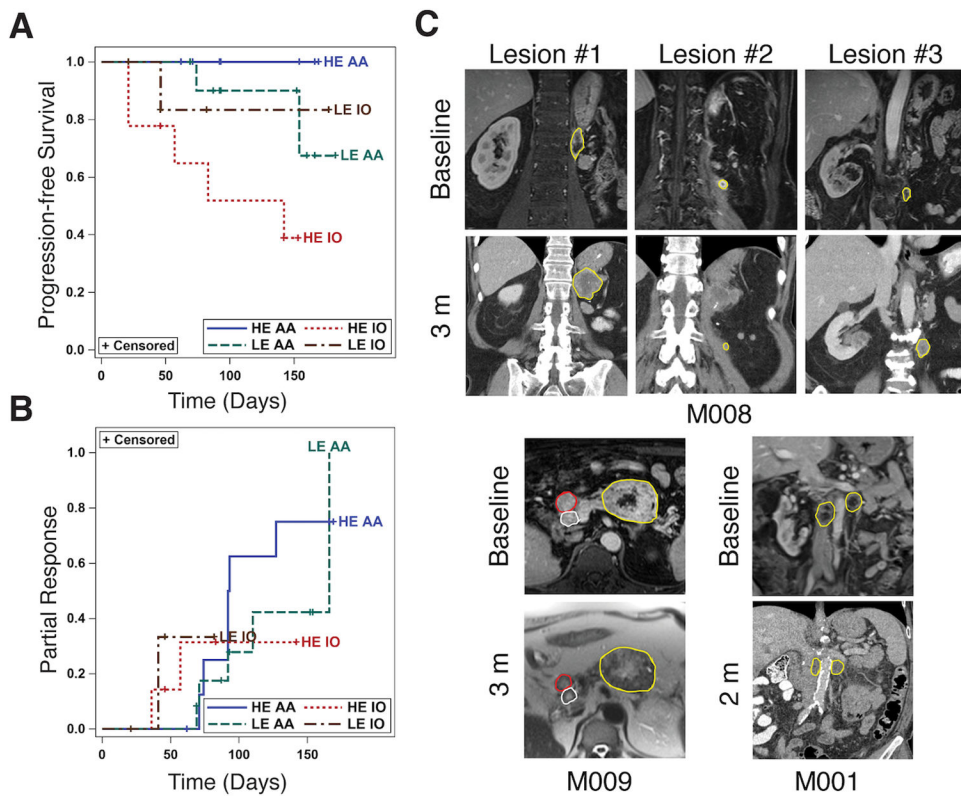 A
Progression-free Survival
1.0
0.8
0.6
0.4
0.2
0.0
HE AA
LE IO
LE AA
HE IO
+ Censored
HE AA
HE IO
LE AA
LE IO
0
50
100
150
Time (Days)
B
Partial Response
1.0
0.8
0.6
0.4
0.2
0.0
+ Censored
LE AA
HE AA
LE IO
HE IO
HE AA
HE IO
LE AA
LE IO
0
50
100
150
Time (Days)
C
Lesion #1
Lesion #2
Lesion #3
Baseline
3 m
M008
Baseline
3 m
M009
Baseline
2 m
M001